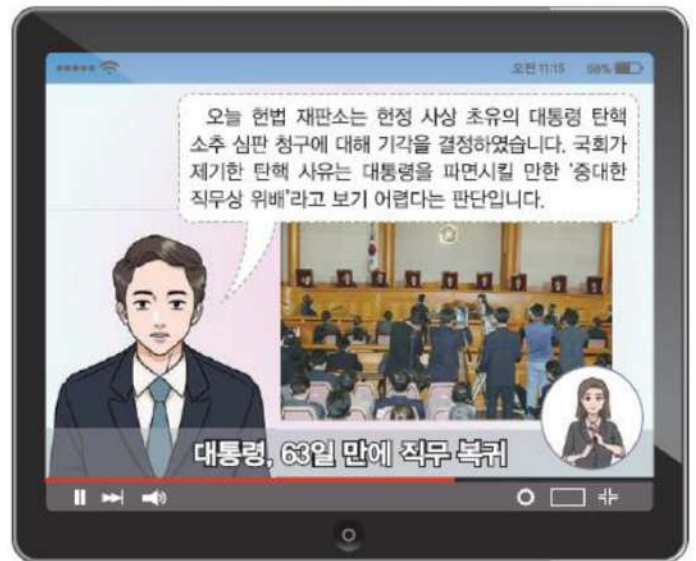 오전 11:15 58%
오늘 헌법 재판소는 헌정 사상 초유의 대통령 탄핵
소추 심판 청구에 대해 기각을 결정하였습니다. 국회가
제기한 탄핵 사유는 대통령을 파면시킬 만한 '중대한
직무상 위배'라고 보기 어렵다는 판단입니다.
대통령, 63일 만에 직무 복귀